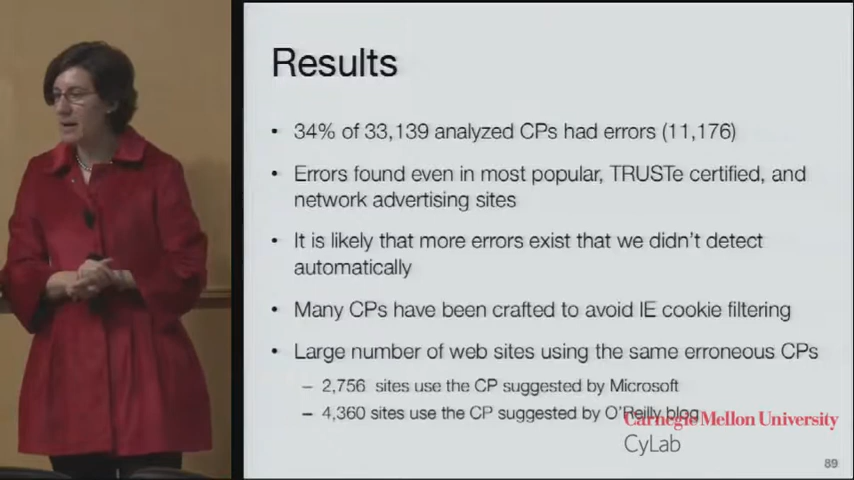 Results
• 34% of 33,139 analyzed CPs had errors (11,176)
• Errors found even in most popular, TRUSTe certified, and
network advertising sites
• It is likely that more errors exist that we didn't detect
automatically
• Many CPs have been crafted to avoid IE cookie filtering
• Large number of web sites using the same erroneous CPs
– 2,756 sites use the CP suggested by Microsoft
– 4,360 sites use the CP suggested by O'Reilly blog
Carnegie Mellon University
CyLab
89